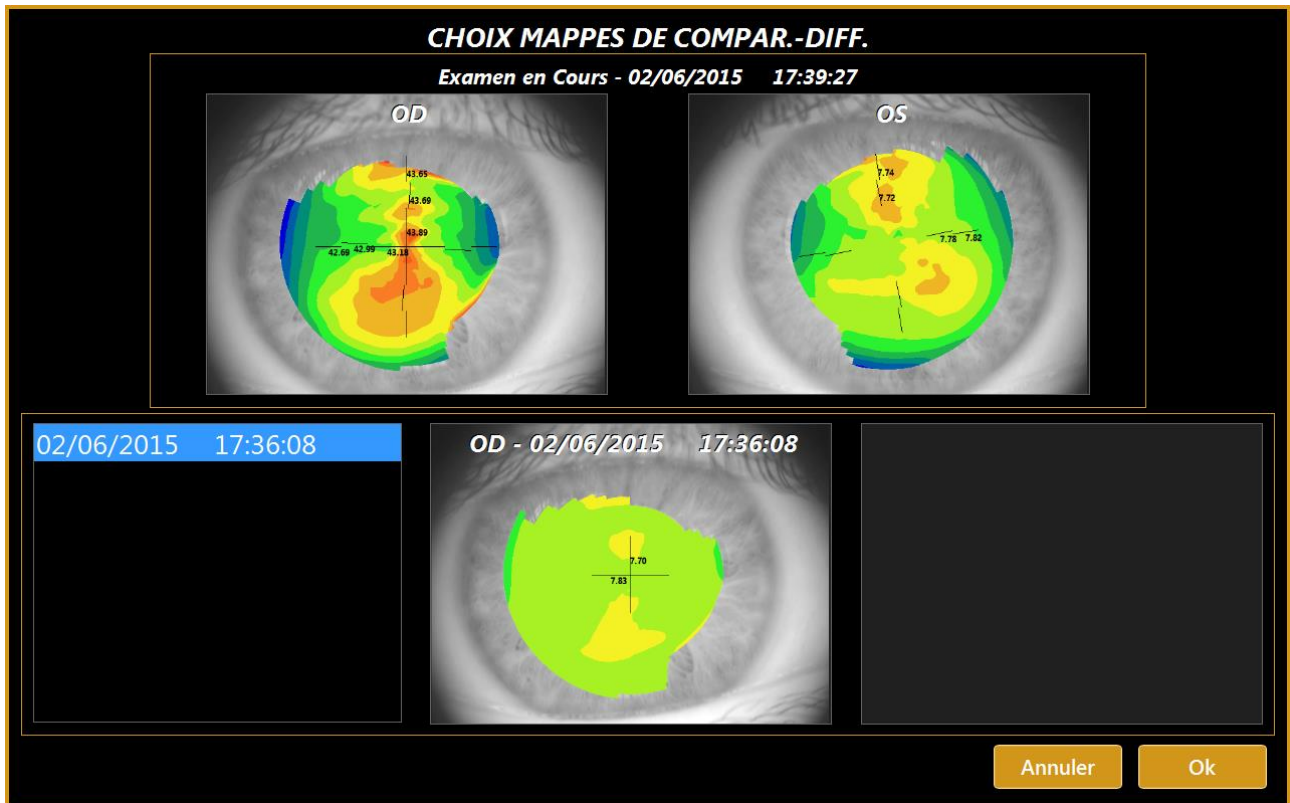 CHOIX MAPPES DE COMPAR.-DIFF.
Examen en Cours - 02/06/2015 17:39:27
OD
43.65
43.69
43.89
42.69 42.99 43.18
OS
7.74
7.72
7.78 7.82
02/06/2015 17:36:08
OD - 02/06/2015 17:36:08
7.70
7.83
Annuler
Ok